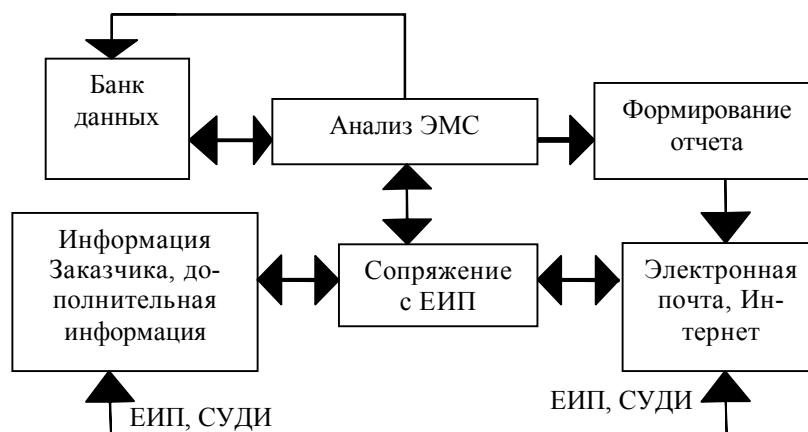 Банк
данных
Анализ ЭМС
Формирование
отчета
Информация
Заказчика, до-
полнительная
информация
Сопряжение
с ЕИП
Электронная
почта, Ин-
тернет
ЕИП, СУДИ
ЕИП, СУДИ